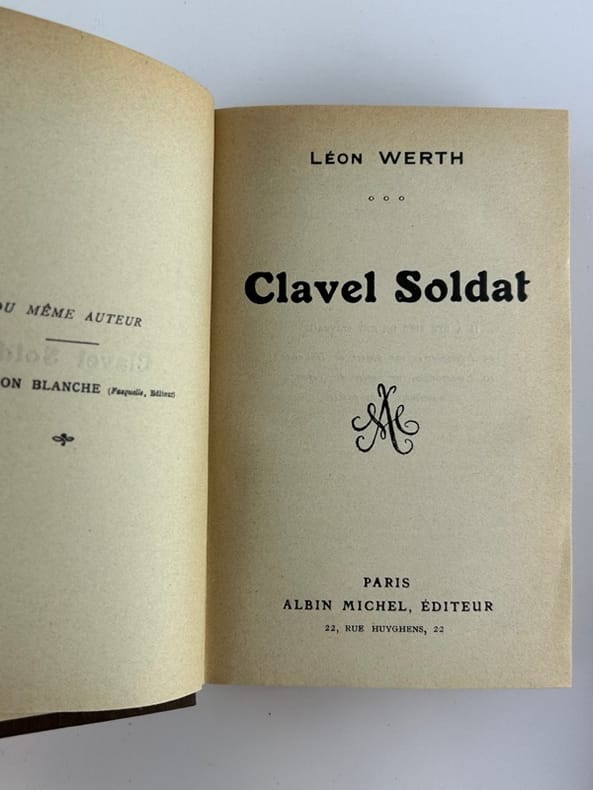 DU MÊME AUTEUR
ON BLANCHE (Fasquelle, Éditeur)
LÉON WERTH
Clavel Soldat
PARIS
ALBIN MICHEL, ÉDITEUR
22, RUE HUYGHENS, 22